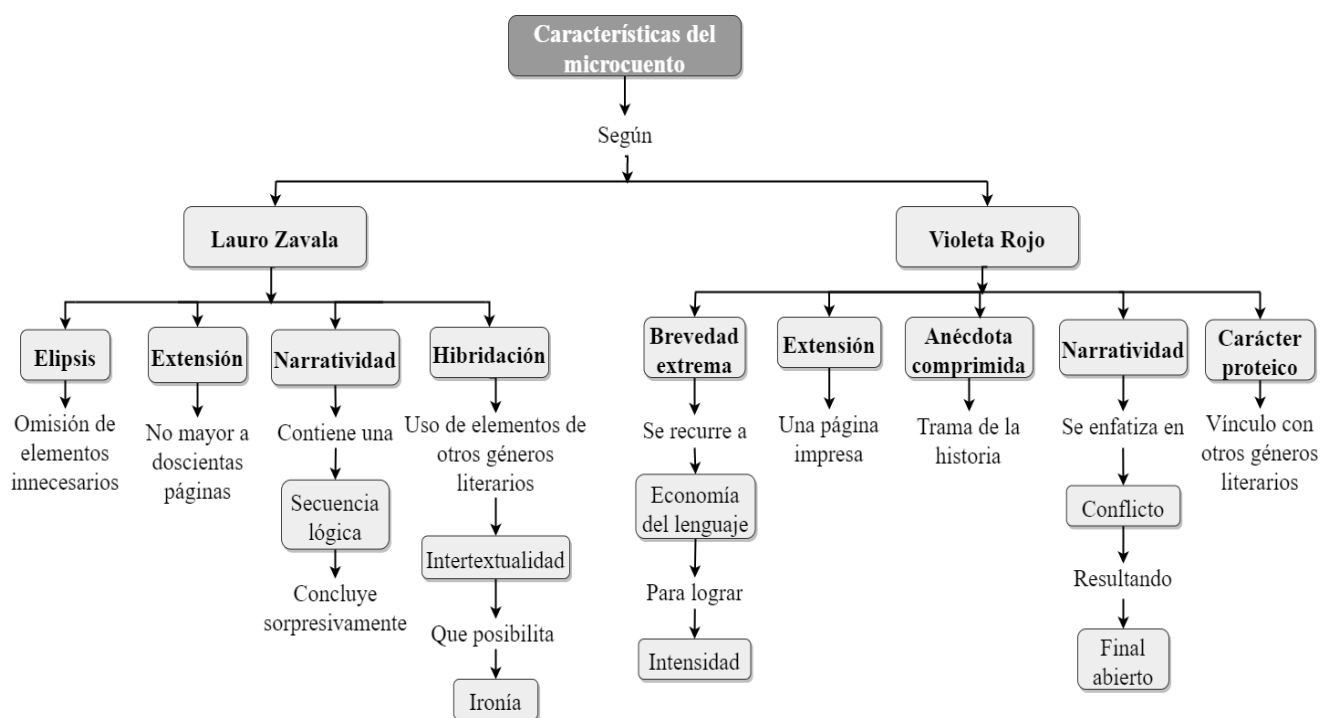 Características del
microcuento
Según
Lauro Zavala
Violeta Rojo
Elipsis
Extensión
Narratividad
Hibridación
Brevedad
extrema
Extensión
Anécdota
comprimida
Narratividad
Carácter
proteico
Omisión de
elementos
innecesarios
No mayor a
doscientas
páginas
Contiene una
Secuencia
lógica
Concluye
sorpresivamente
Uso de elementos de
otros géneros
literarios
Intertextualidad
Que posibilita
Ironía
Se recurre a
Economía
del lenguaje
Para lograr
Intensidad
Una página
impresa
Trama de la
historia
Se enfatiza en
Conflicto
Resultando
Final
abierto
Vínculo con
otros géneros
literarios